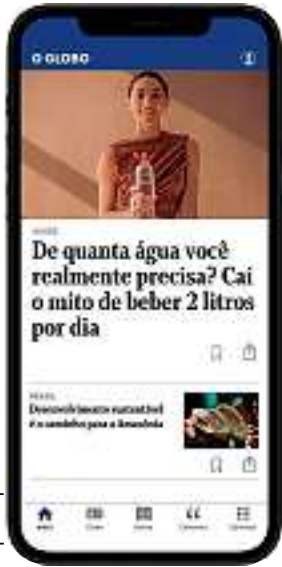 O GLOBO
De quanta água você
realmente precisa? Cai
o mito de beber 2 litros
por dia
BRASIL
Desenvolvimento sustentável
é o caminho para a Amazônia